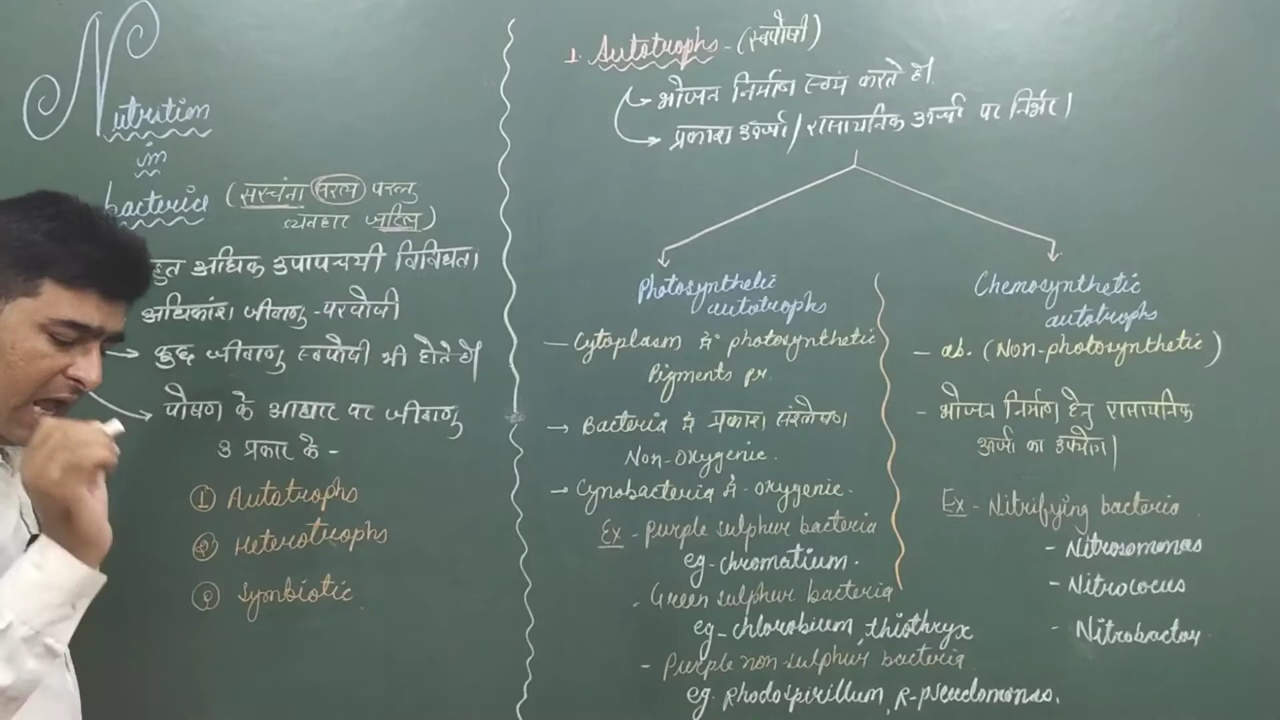 Nutrition
in
bacterice (सरचंना सरल परन्तु
व्यवहार जटिल)
हुत अधिक उपापचयी विविधता।
अधिकांश जीवाणु -परपोषी
→ कुछ जीवाणु स्वपोषी भी होते हैं।
→ पोषण के आधार पर जीवाणु
3 प्रकार के -
① Autotrophs
② Heterotrophs
③ Symbiotic
1. Autotrophs - (स्वपोषी)
→ भोजन निर्माण स्वयं करते हैं।
→ प्रकाश ऊर्जा / रासायनिक ऊर्जा पर निर्भर।
Photosynthetic
autotrophs
— Cytoplasm में photosynthetic
Pigments pr.
→ Bacteria में प्रकाश संश्लेषण
Non-Oxygenic.
→ Cynobacteria में - oxygenic.
Ex - Purple sulphur bacteria
eg - chromatium.
- Green sulphur bacteria
eg - chlorobium, thiothryx
- Purple non sulphur bacteria
eg. Rhodospirillum, R-pseudomonas.
Chemosynthetic
autotrophs
- ab. (Non-photosynthetic)
- भोजन निर्माण हेतु रासायनिक
ऊर्जा का उपयोग।
Ex - Nitrifying bacteria.
- Nitrosomonas
- Nitrococus
- Nitrobactor